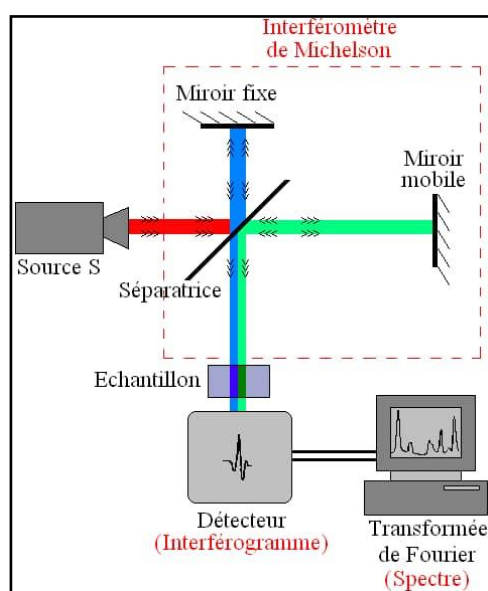 Interféromètre
de Michelson
Miroir fixe
Miroir
mobile
Source S
Séparatrice
Echantillon
Détecteur
(Interférogramme)
Transformée
de Fourier
(Spectre)